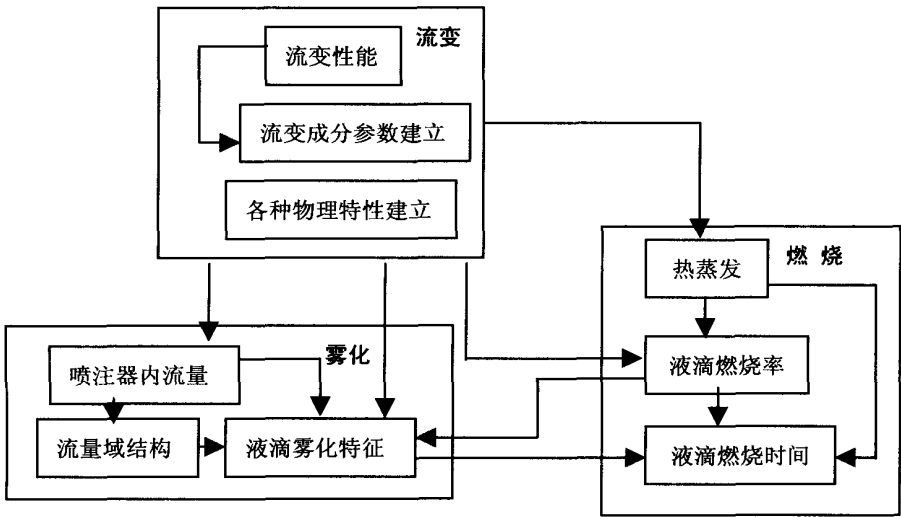 流变
流变性能
流变成分参数建立
各种物理特性建立
燃 烧
热蒸发
液滴燃烧率
液滴燃烧时间
雾化
喷注器内流量
流量域结构
液滴雾化特征